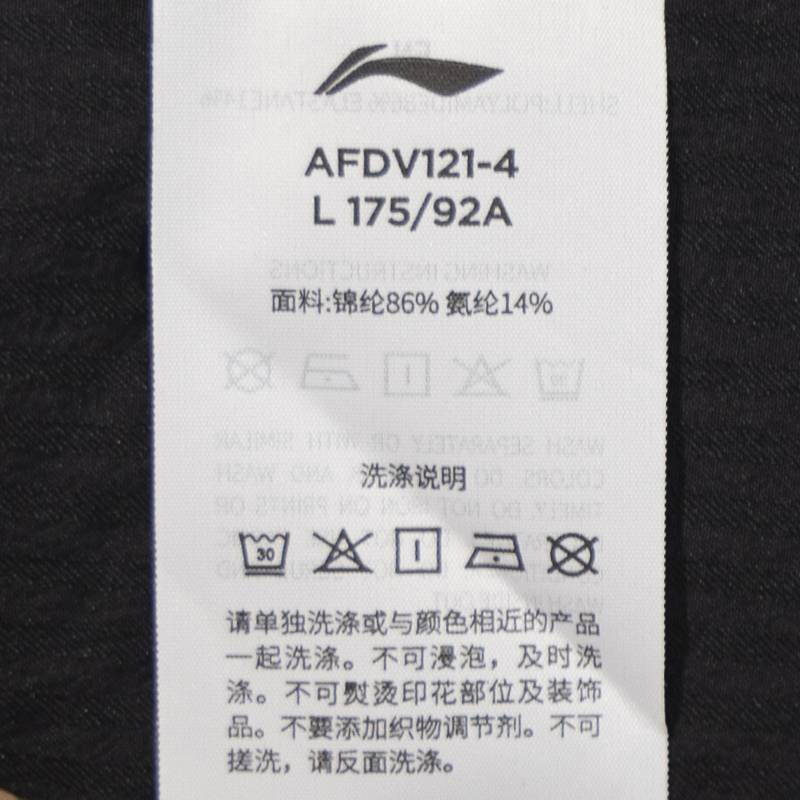 AFDV121-4
L 175/92A
面料:锦纶86% 氨纶14%
洗涤说明
30
请单独洗涤或与颜色相近的产品
一起洗涤。不可浸泡，及时洗
涤。不可熨烫印花部位及装饰
品。不要添加织物调节剂。不可
搓洗，请反面洗涤。